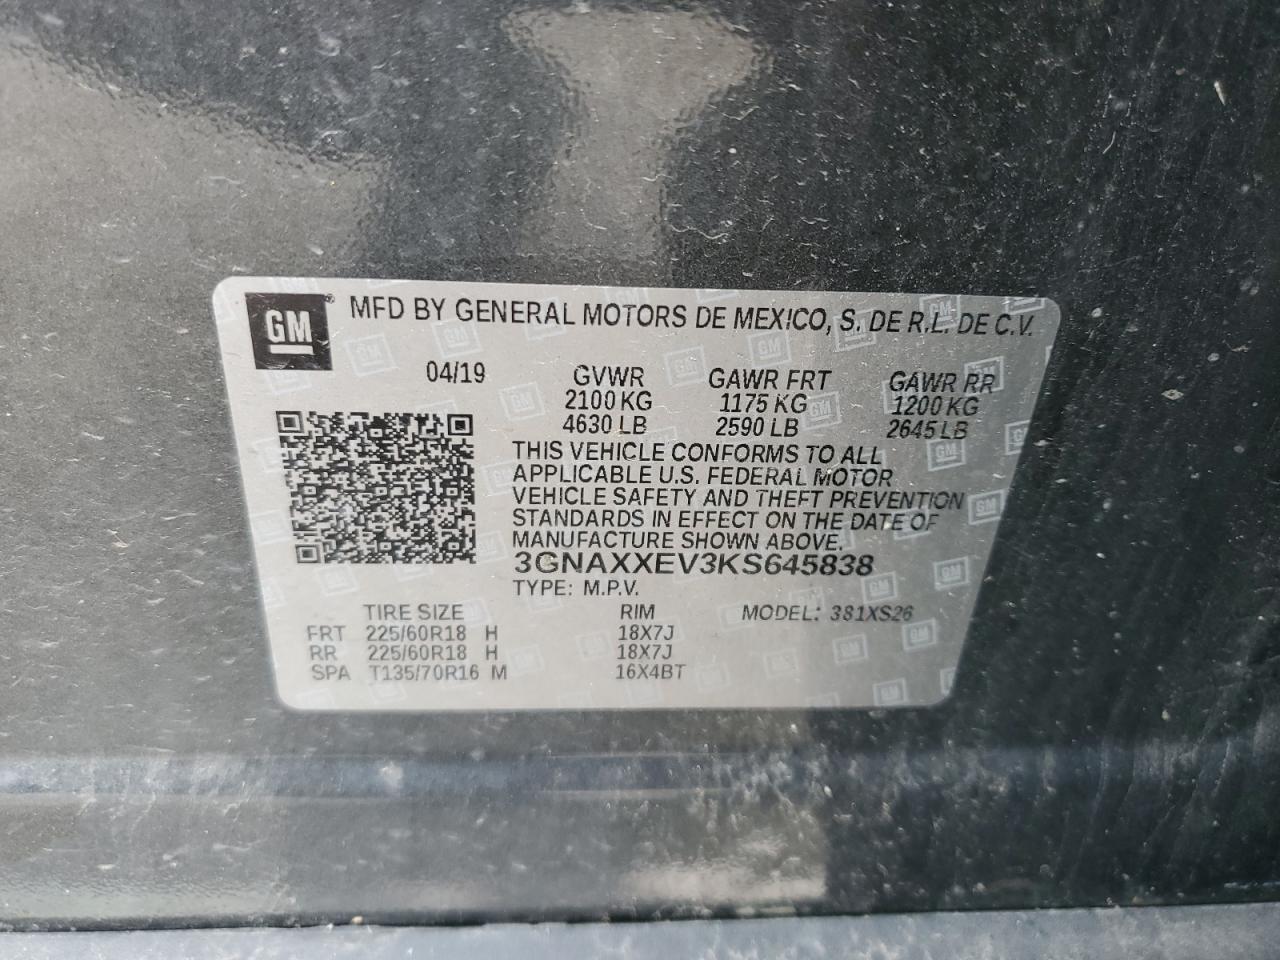 GM
MFD BY GENERAL MOTORS DE MEXICO, S. DE R.L. DE C.V.
04/19 GVWR GAWR FRT GAWR RR
2100 KG 1175 KG 1200 KG
4630 LB 2590 LB 2645 LB
THIS VEHICLE CONFORMS TO ALL
APPLICABLE U.S. FEDERAL MOTOR
VEHICLE SAFETY AND THEFT PREVENTION
STANDARDS IN EFFECT ON THE DATE OF
MANUFACTURE SHOWN ABOVE.
3GNAXXEV3KS645838
TYPE: M.P.V.
TIRE SIZE RIM MODEL: 381XS26
FRT 225/60R18 H 18X7J
RR 225/60R18 H 18X7J
SPA T135/70R16 M 16X4BT